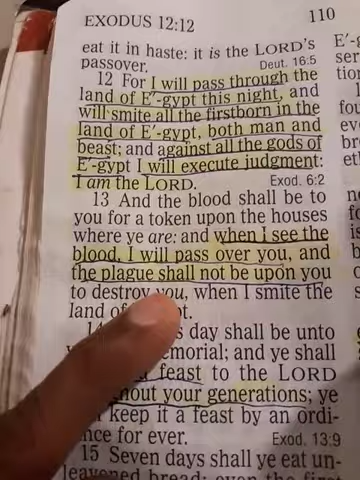 EXODUS 12:12
110
eat it in haste: it is the LORD's
passover. Deut. 16:5
12 For I will pass through the
land of E′-gypt this night, and
will smite all the firstborn in the
land of E′-gypt, both man and
beast; and against all the gods of
E′-gypt I will execute judgment:
I am the LORD. Exod. 6:2
13 And the blood shall be to
you for a token upon the houses
where ye are: and when I see the
blood, I will pass over you, and
the plague shall not be upon you
to destroy you, when I smite the
land of
day shall be unto
and ye shall
feast to the LORD
your generations; ye
keep it a feast by an ordi-
for ever. Exod. 13:9
15 Seven days shall ye eat un-
leavened bread; even the first